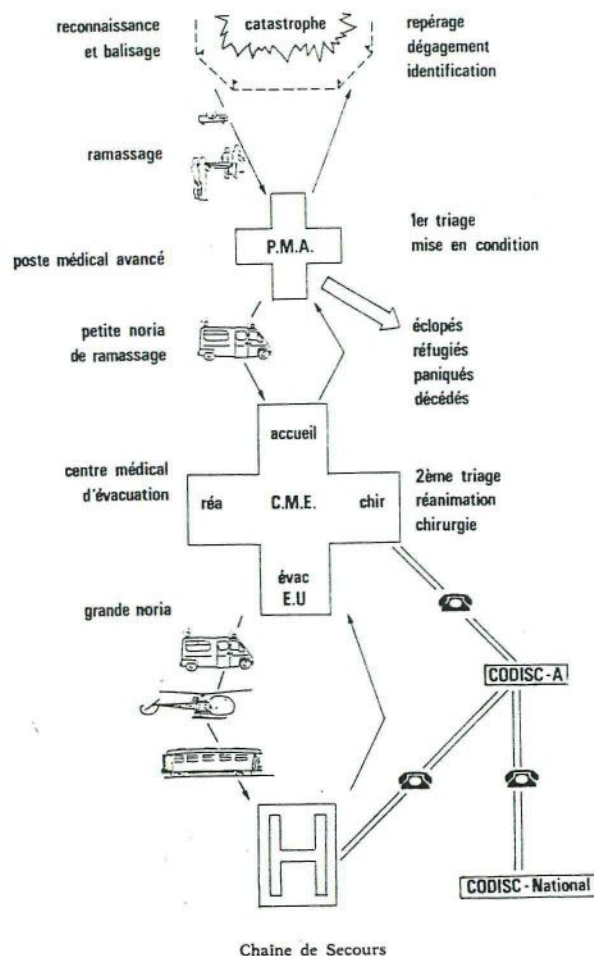 reconnaissance
et balisage
catastrophe
repérage
dégagement
identification
ramassage
P.M.A.
1er triage
mise en condition
poste médical avancé
petite noria
de ramassage
éclopés
réfugiés
paniqués
décédés
accueil
centre médical
d'évacuation
réa
C.M.E.
chir
2ème triage
réanimation
chirurgie
évac
E.U
grande noria
CODISC-A
H
CODISC-National
Chaîne de Secours